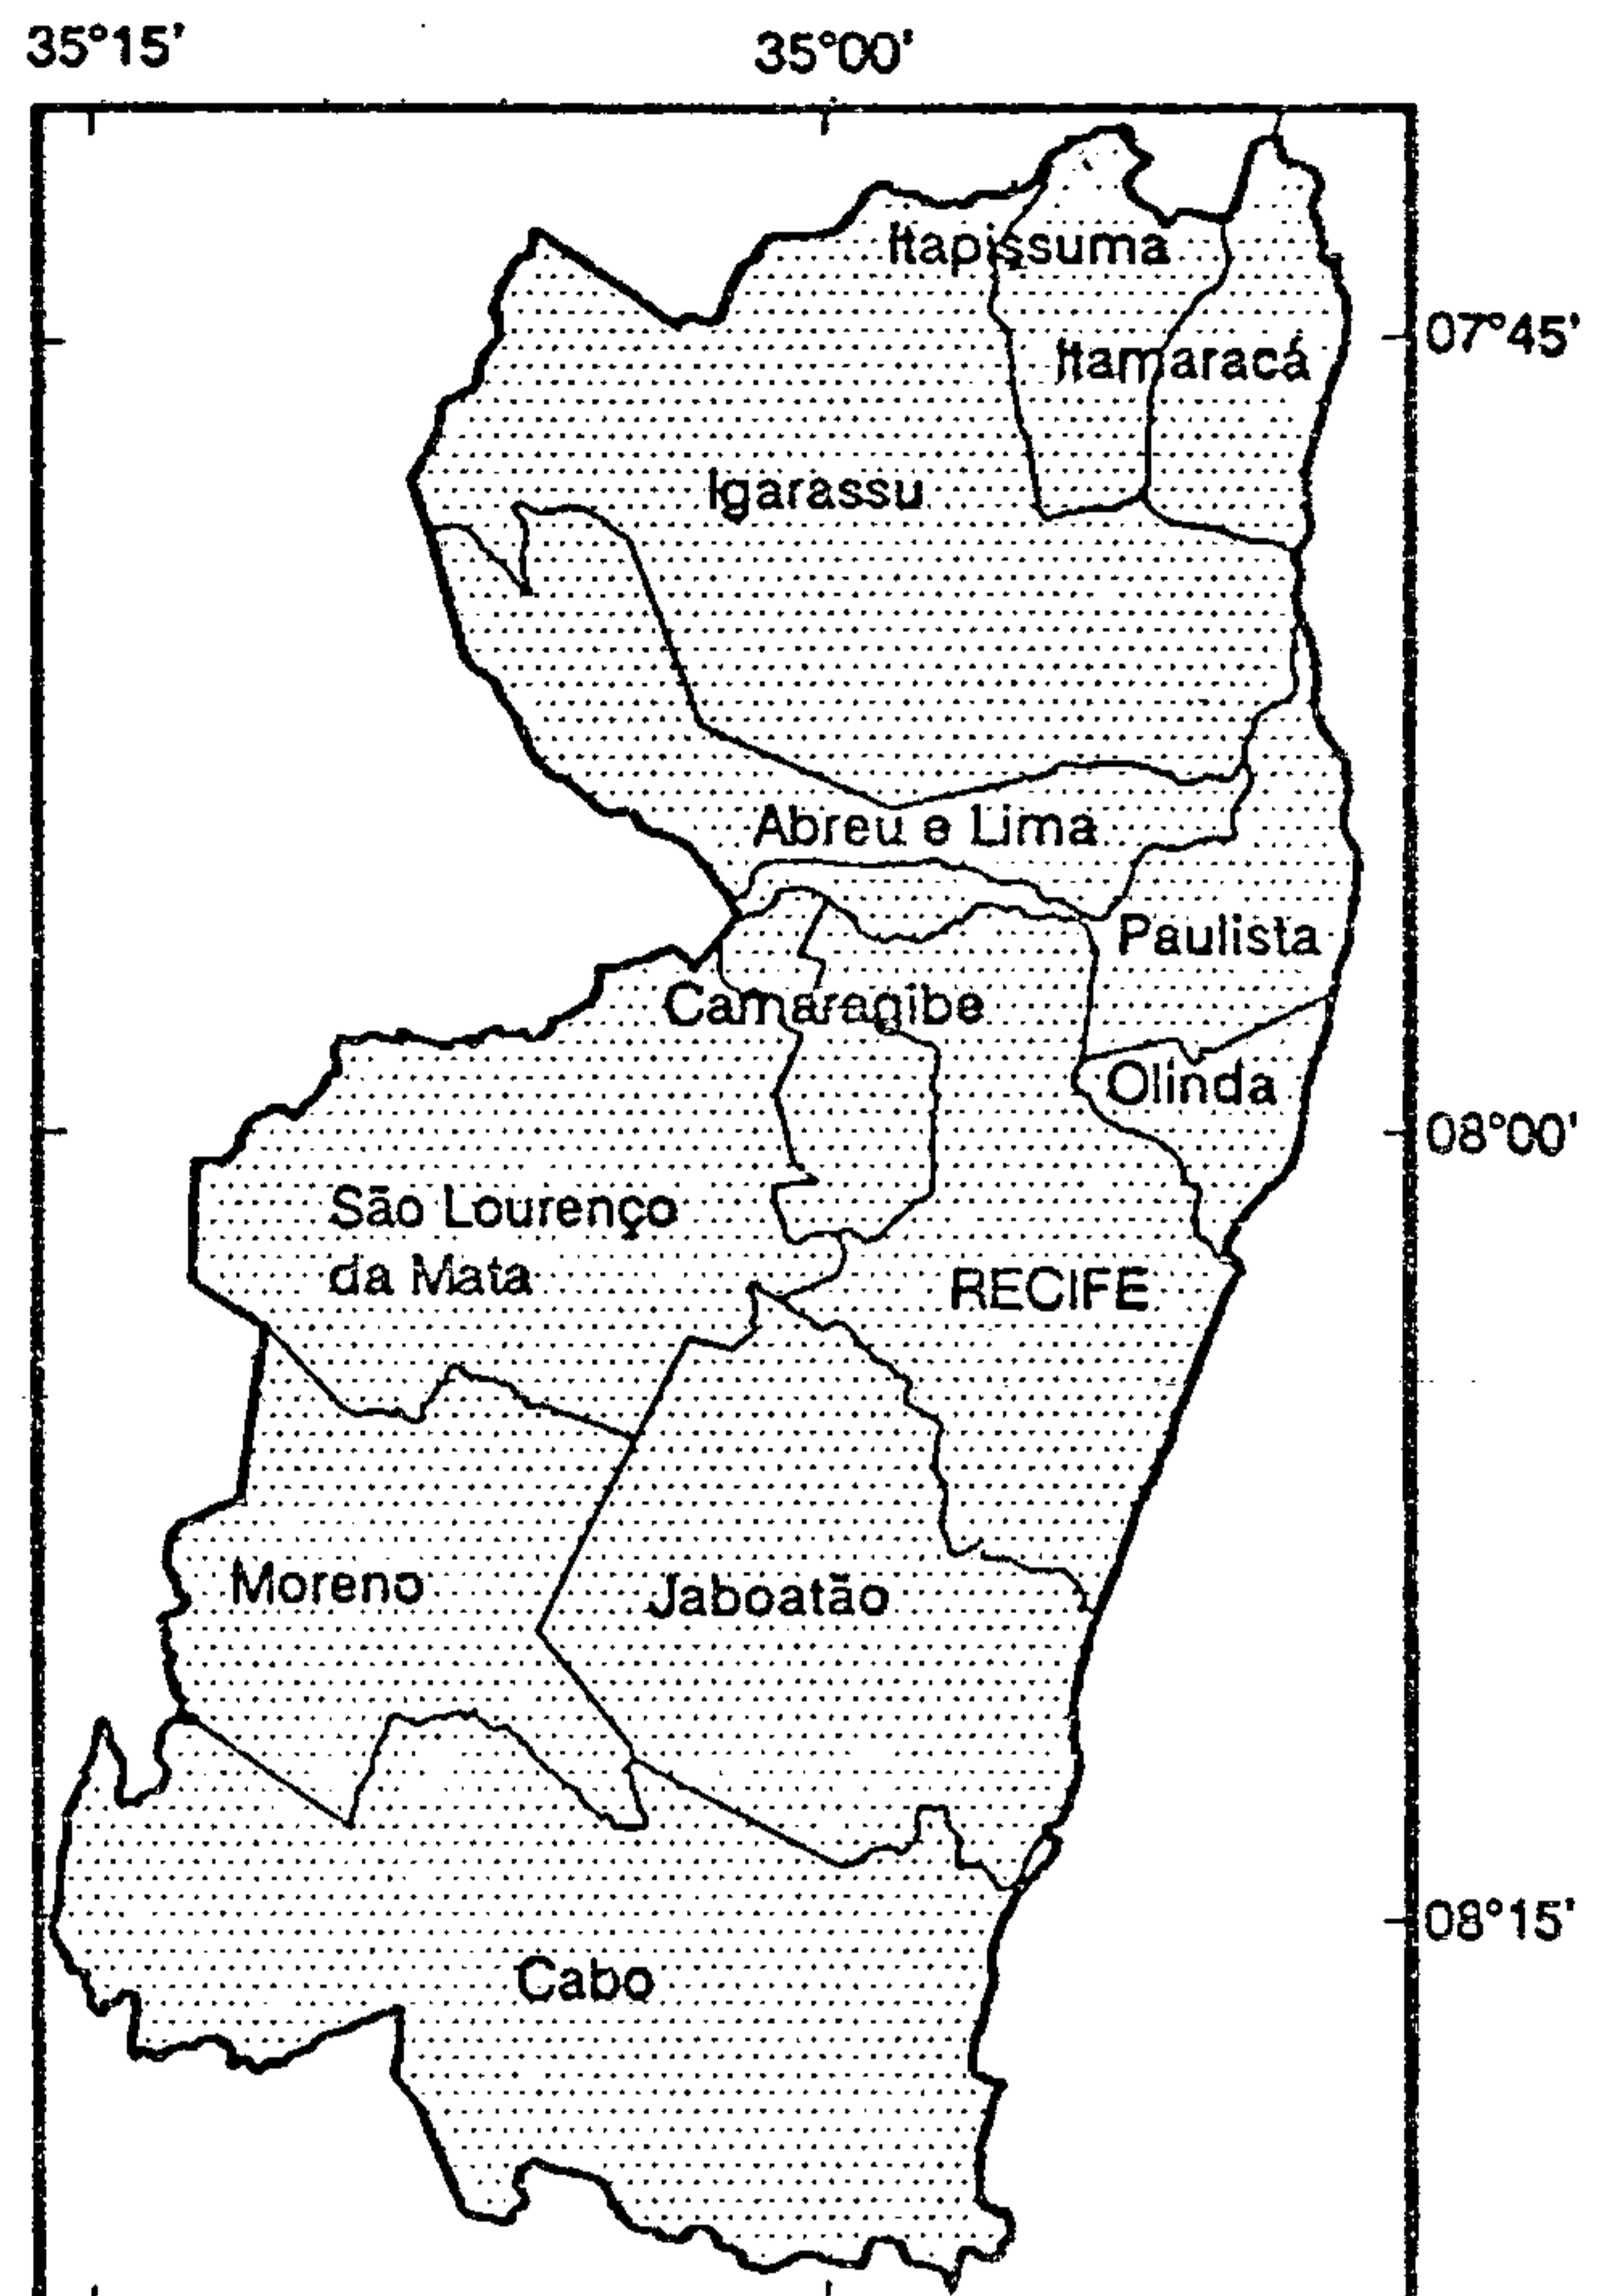 35°15'
35°00'
Itapissuma
07°45'
Itamaracá
Igarassu
Abreu e Lima
Paulista
Camaragibe
Olinda
08°00'
São Lourenço
da Mata
RECIFE
Moreno
Jaboatão
08°15'
Cabo